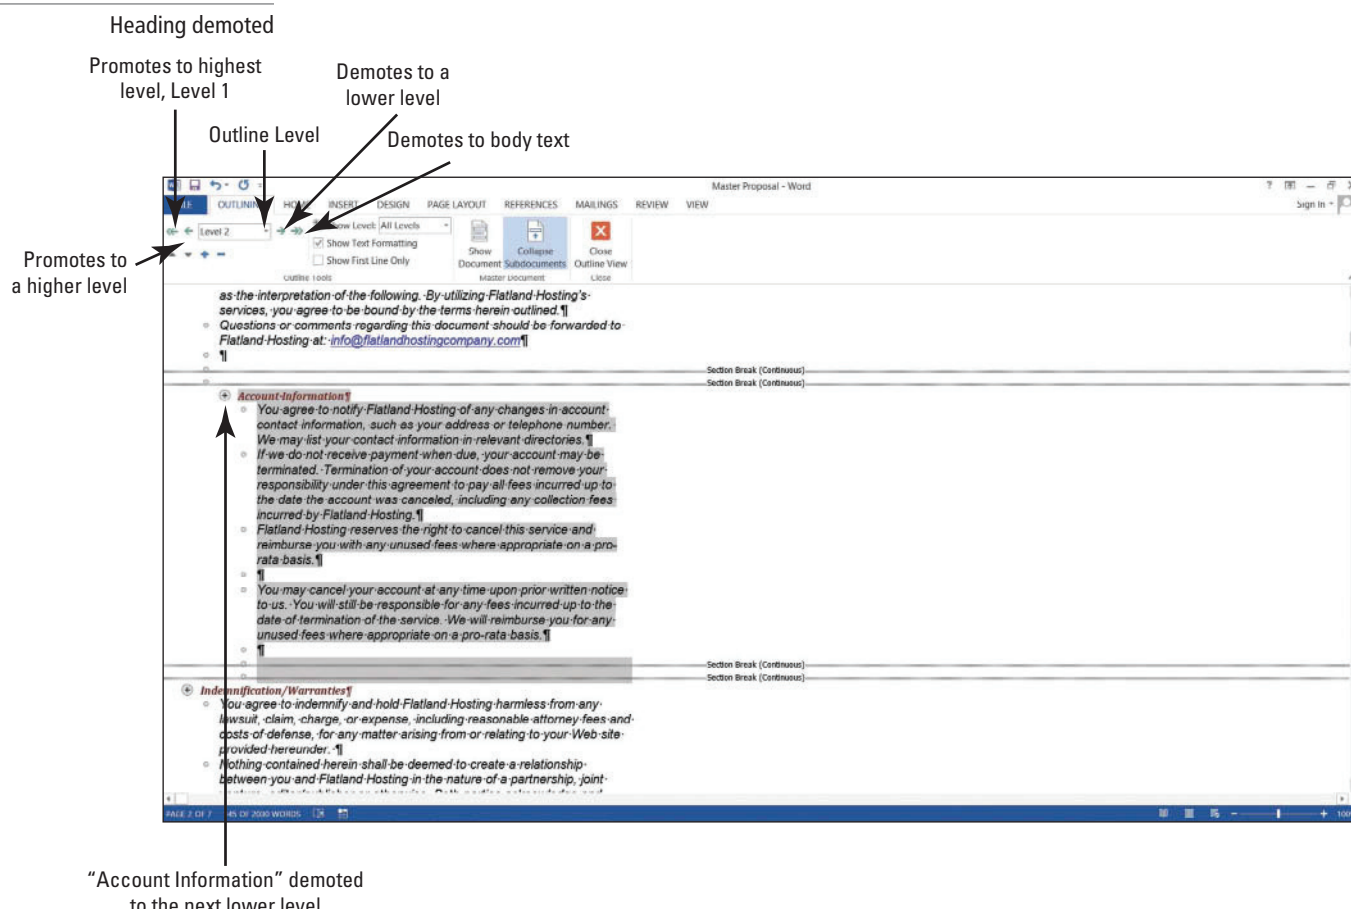 Heading demoted
Promotes to highest
level, Level 1
Demotes to a
lower level
Outline Level
Demotes to body text
Promotes to
a higher level
Master Proposal - Word
Sign in
OUTLINING HOME INSERT DESIGN PAGE LAYOUT REFERENCES MAILINGS REVIEW VIEW
Level 2
Show Level: All Levels
Show Text Formatting
Show First Line Only
Outline Tools
Show
Document
Collapse
Subdocuments
Master Document
Close
Outline View
Close
as the interpretation of the following. By utilizing Flatland Hosting's
services, you agree to be bound by the terms herein outlined.¶
Questions or comments regarding this document should be forwarded to
Flatland Hosting at: info@flatlandhostingcompany.com¶
¶
Section Break (Continuous)
Section Break (Continuous)
Account Information¶
You agree to notify Flatland Hosting of any changes in account
contact information, such as your address or telephone number.
We may list your contact information in relevant directories.¶
If we do not receive payment when due, your account may be
terminated. Termination of your account does not remove your
responsibility under this agreement to pay all fees incurred up to
the date the account was canceled, including any collection fees
incurred by Flatland Hosting.¶
Flatland Hosting reserves the right to cancel this service and
reimburse you with any unused fees where appropriate on a pro-
rata basis.¶
¶
You may cancel your account at any time upon prior written notice
to us. You will still be responsible for any fees incurred up to the
date of termination of the service. We will reimburse you for any
unused fees where appropriate on a pro-rata basis.¶
¶
Section Break (Continuous)
Section Break (Continuous)
Indemnification/Warranties¶
You agree to indemnify and hold Flatland Hosting harmless from any
lawsuit, claim, charge, or expense, including reasonable attorney fees and
costs of defense, for any matter arising from or relating to your Web site
provided hereunder. ¶
Nothing contained herein shall be deemed to create a relationship
between you and Flatland Hosting in the nature of a partnership, joint
PAGE 2 OF 7 OF 2000 WORDS
"Account Information" demoted
to the next lower level